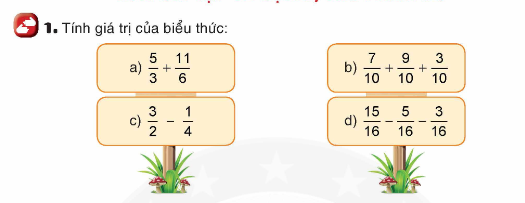 1. Tính giá trị của biểu thức:
a) 5/3 + 11/6
b) 7/10 + 9/10 + 3/10
c) 3/2 - 1/4
d) 15/16 - 5/16 - 3/16